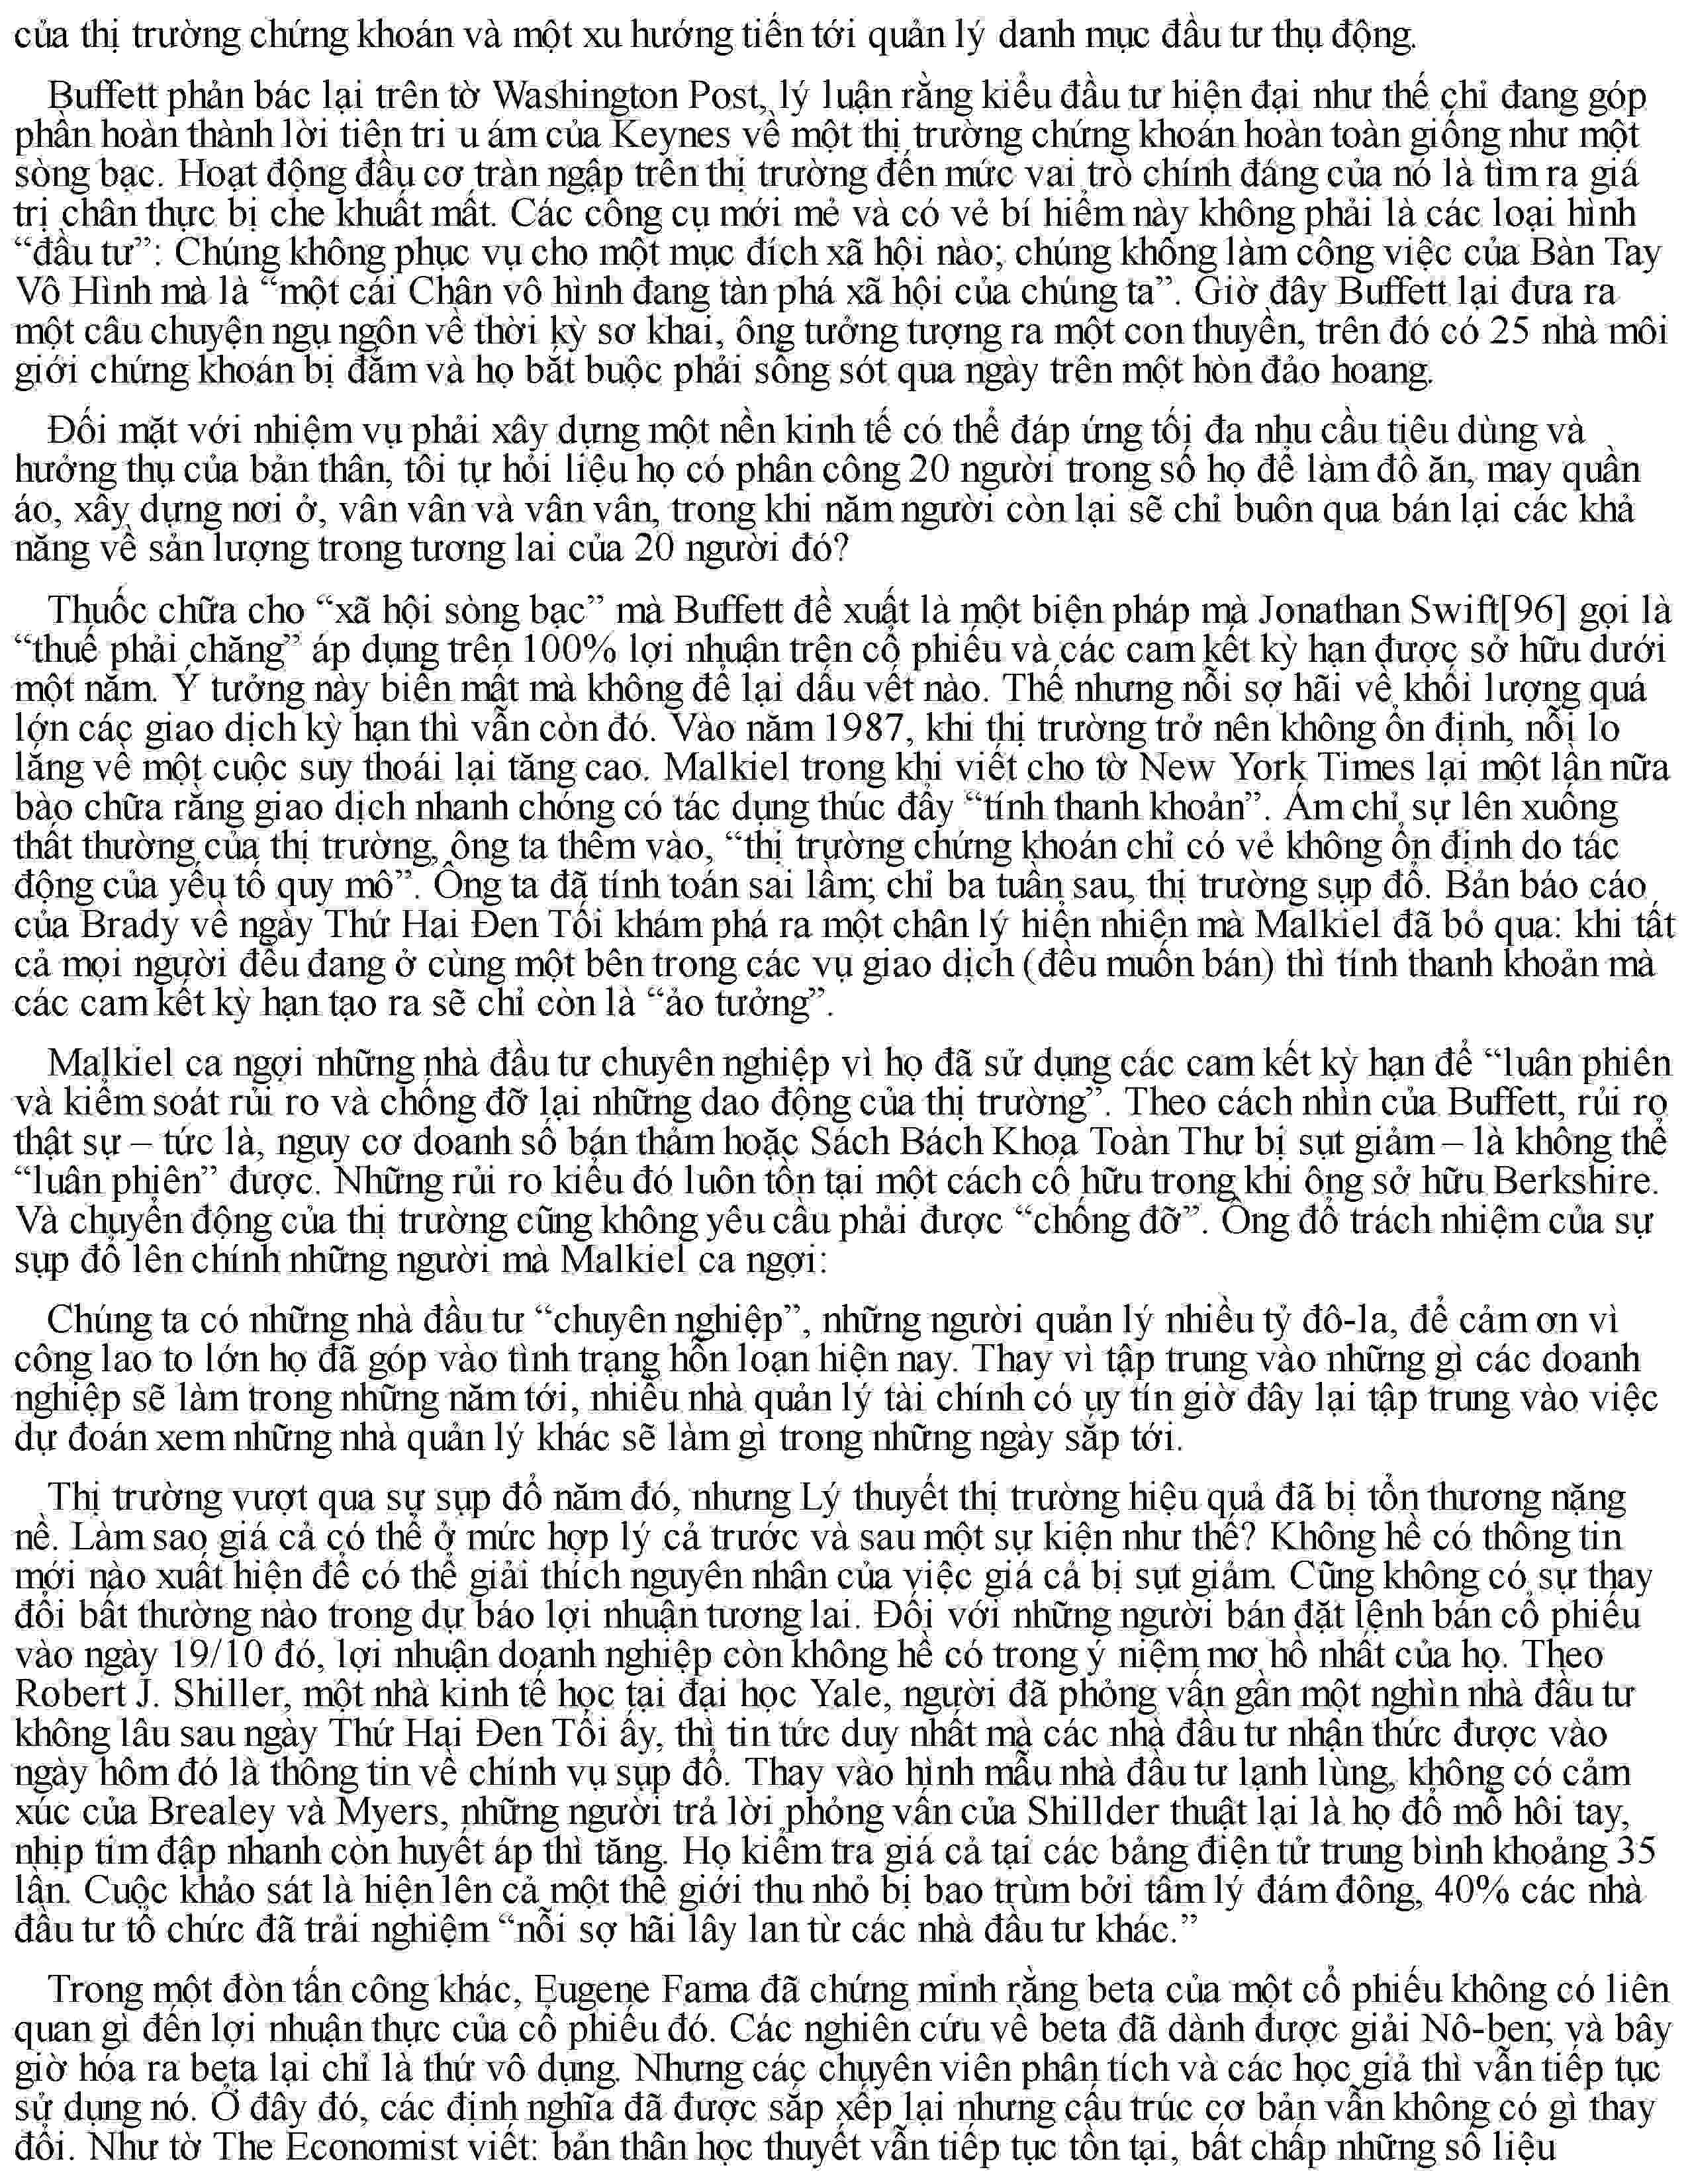 của thị trường chứng khoán và một xu hướng tiến tới quản lý danh mục đầu tư thụ động.
Buffett phản bác lại trên tờ Washington Post, lý luận rằng kiểu đầu tư hiện đại như thế chỉ đang góp
phần hoàn thành lời tiên tri u ám của Keynes về một thị trường chứng khoán hoàn toàn giống như một
sòng bạc. Hoạt động đầu cơ tràn ngập trên thị trường đến mức vai trò chính đáng của nó là tìm ra giá
trị chân thực bị che khuất mất. Các công cụ mới mẻ và có vẻ bí hiểm này không phải là các loại hình
“đầu tư”: Chúng không phục vụ cho một mục đích xã hội nào; chúng không làm công việc của Bàn Tay
Vô Hình mà là “một cái Chân vô hình đang tàn phá xã hội của chúng ta”. Giờ đây Buffett lại đưa ra
một câu chuyện ngụ ngôn về thời kỳ sơ khai, ông tưởng tượng ra một con thuyền, trên đó có 25 nhà môi
giới chứng khoán bị đắm và họ bắt buộc phải sống sót qua ngày trên một hòn đảo hoang.
Đối mặt với nhiệm vụ phải xây dựng một nền kinh tế có thể đáp ứng tối đa nhu cầu tiêu dùng và
hưởng thụ của bản thân, tôi tự hỏi liệu họ có phân công 20 người trong số họ để làm đồ ăn, may quần
áo, xây dựng nơi ở, vân vân và vân vân, trong khi năm người còn lại sẽ chỉ buôn qua bán lại các khả
năng về sản lượng trong tương lai của 20 người đó?
Thuốc chữa cho “xã hội sòng bạc” mà Buffett đề xuất là một biện pháp mà Jonathan Swift[96] gọi là
“thuế phải chăng” áp dụng trên 100% lợi nhuận trên cổ phiếu và các cam kết kỳ hạn được sở hữu dưới
một năm. Ý tưởng này biến mất mà không để lại dấu vết nào. Thế nhưng nỗi sợ hãi về khối lượng quá
lớn các giao dịch kỳ hạn thì vẫn còn đó. Vào năm 1987, khi thị trường trở nên không ổn định, nỗi lo
lắng về một cuộc suy thoái lại tăng cao. Malkiel trong khi viết cho tờ New York Times lại một lần nữa
bào chữa rằng giao dịch nhanh chóng có tác dụng thúc đẩy “tính thanh khoản”. Ám chỉ sự lên xuống
thất thường của thị trường, ông ta thêm vào, “thị trường chứng khoán chỉ có vẻ không ổn định do tác
động của yếu tố quy mô”. Ông ta đã tính toán sai lầm; chỉ ba tuần sau, thị trường sụp đổ. Bản báo cáo
của Brady về ngày Thứ Hai Đen Tối khám phá ra một chân lý hiển nhiên mà Malkiel đã bỏ qua: khi tất
cả mọi người đều đang ở cùng một bên trong các vụ giao dịch (đều muốn bán) thì tính thanh khoản mà
các cam kết kỳ hạn tạo ra sẽ chỉ còn là “ảo tưởng”.
Malkiel ca ngợi những nhà đầu tư chuyên nghiệp vì họ đã sử dụng các cam kết kỳ hạn để “luân phiên
và kiểm soát rủi ro và chống đỡ lại những dao động của thị trường”. Theo cách nhìn của Buffett, rủi ro
thật sự – tức là, nguy cơ doanh số bán thảm hoặc Sách Bách Khoa Toàn Thư bị sụt giảm – là không thể
“luân phiên” được. Những rủi ro kiểu đó luôn tồn tại một cách cố hữu trong khi ông sở hữu Berkshire.
Và chuyển động của thị trường cũng không yêu cầu phải được “chống đỡ”. Ông đổ trách nhiệm của sự
sụp đổ lên chính những người mà Malkiel ca ngợi:
Chúng ta có những nhà đầu tư “chuyên nghiệp”, những người quản lý nhiều tỷ đô-la, để cảm ơn vì
công lao to lớn họ đã góp vào tình trạng hỗn loạn hiện nay. Thay vì tập trung vào những gì các doanh
nghiệp sẽ làm trong những năm tới, nhiều nhà quản lý tài chính có uy tín giờ đây lại tập trung vào việc
dự đoán xem những nhà quản lý khác sẽ làm gì trong những ngày sắp tới.
Thị trường vượt qua sự sụp đổ năm đó, nhưng Lý thuyết thị trường hiệu quả đã bị tổn thương nặng
nề. Làm sao giá cả có thể ở mức hợp lý cả trước và sau một sự kiện như thế? Không hề có thông tin
mới nào xuất hiện để có thể giải thích nguyên nhân của việc giá cả bị sụt giảm. Cũng không có sự thay
đổi bất thường nào trong dự báo lợi nhuận tương lai. Đối với những người bán đặt lệnh bán cổ phiếu
vào ngày 19/10 đó, lợi nhuận doanh nghiệp còn không hề có trong ý niệm mơ hồ nhất của họ. Theo
Robert J. Shiller, một nhà kinh tế học tại đại học Yale, người đã phỏng vấn gần một nghìn nhà đầu tư
không lâu sau ngày Thứ Hai Đen Tối ấy, thì tin tức duy nhất mà các nhà đầu tư nhận thức được vào
ngày hôm đó là thông tin về chính vụ sụp đổ. Thay vào hình mẫu nhà đầu tư lạnh lùng, không có cảm
xúc của Brealey và Myers, những người trả lời phỏng vấn của Shillder thuật lại là họ đổ mồ hôi tay,
nhịp tim đập nhanh còn huyết áp thì tăng. Họ kiểm tra giá cả tại các bảng điện tử trung bình khoảng 35
lần. Cuộc khảo sát là hiện lên cả một thế giới thu nhỏ bị bao trùm bởi tâm lý đám đông, 40% các nhà
đầu tư tổ chức đã trải nghiệm “nỗi sợ hãi lây lan từ các nhà đầu tư khác.”
Trong một đòn tấn công khác, Eugene Fama đã chứng minh rằng beta của một cổ phiếu không có liên
quan gì đến lợi nhuận thực của cổ phiếu đó. Các nghiên cứu về beta đã dành được giải Nô-ben; và bây
giờ hóa ra beta lại chỉ là thứ vô dụng. Nhưng các chuyên viên phân tích và các học giả thì vẫn tiếp tục
sử dụng nó. Ở đây đó, các định nghĩa đã được sắp xếp lại nhưng cấu trúc cơ bản vẫn không có gì thay
đổi. Như tờ The Economist viết: bản thân học thuyết vẫn tiếp tục tồn tại, bất chấp những số liệu